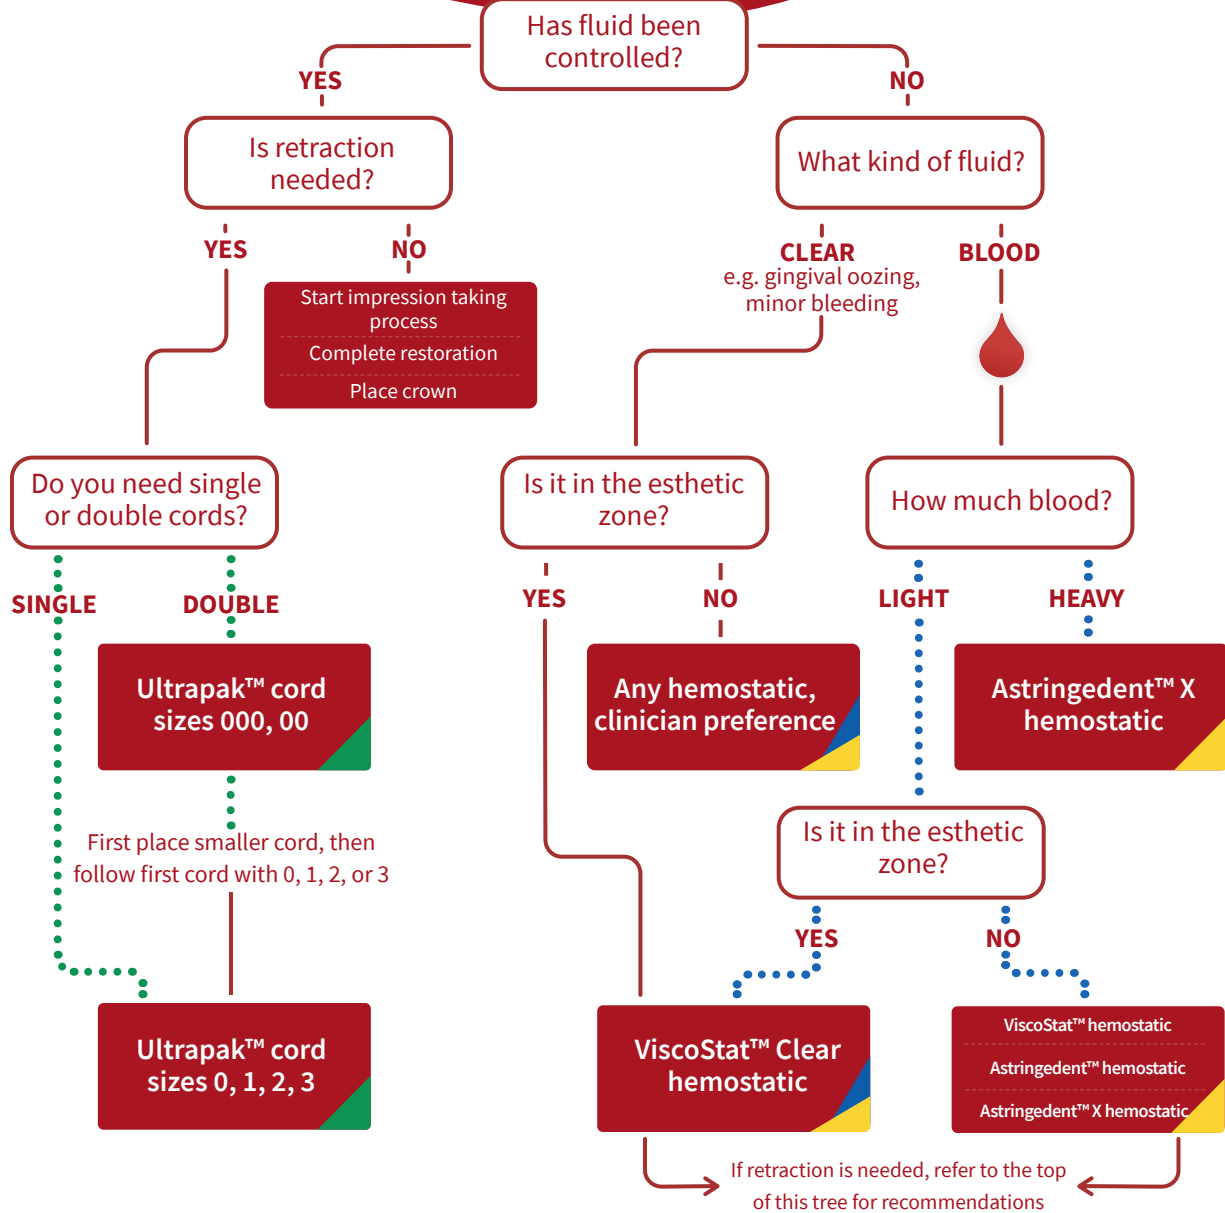 Has fluid been
controlled?
YES
NO
Is retraction
needed?
What kind of fluid?
YES
NO
CLEAR
e.g. gingival oozing,
minor bleeding
BLOOD
Start impression taking
process
Complete restoration
Place crown
Do you need single
or double cords?
Is it in the esthetic
zone?
How much blood?
SINGLE
DOUBLE
YES
NO
LIGHT
HEAVY
Ultrapak™ cord
sizes 000, 00
Any hemostatic,
clinician preference
Astringedent™ X
hemostatic
First place smaller cord, then
follow first cord with 0, 1, 2, or 3
Is it in the esthetic
zone?
YES
NO
Ultrapak™ cord
sizes 0, 1, 2, 3
ViscoStat™ Clear
hemostatic
ViscoStat™ hemostatic
Astringedent™ hemostatic
Astringedent™ X hemostatic
If retraction is needed, refer to the top
of this tree for recommendations